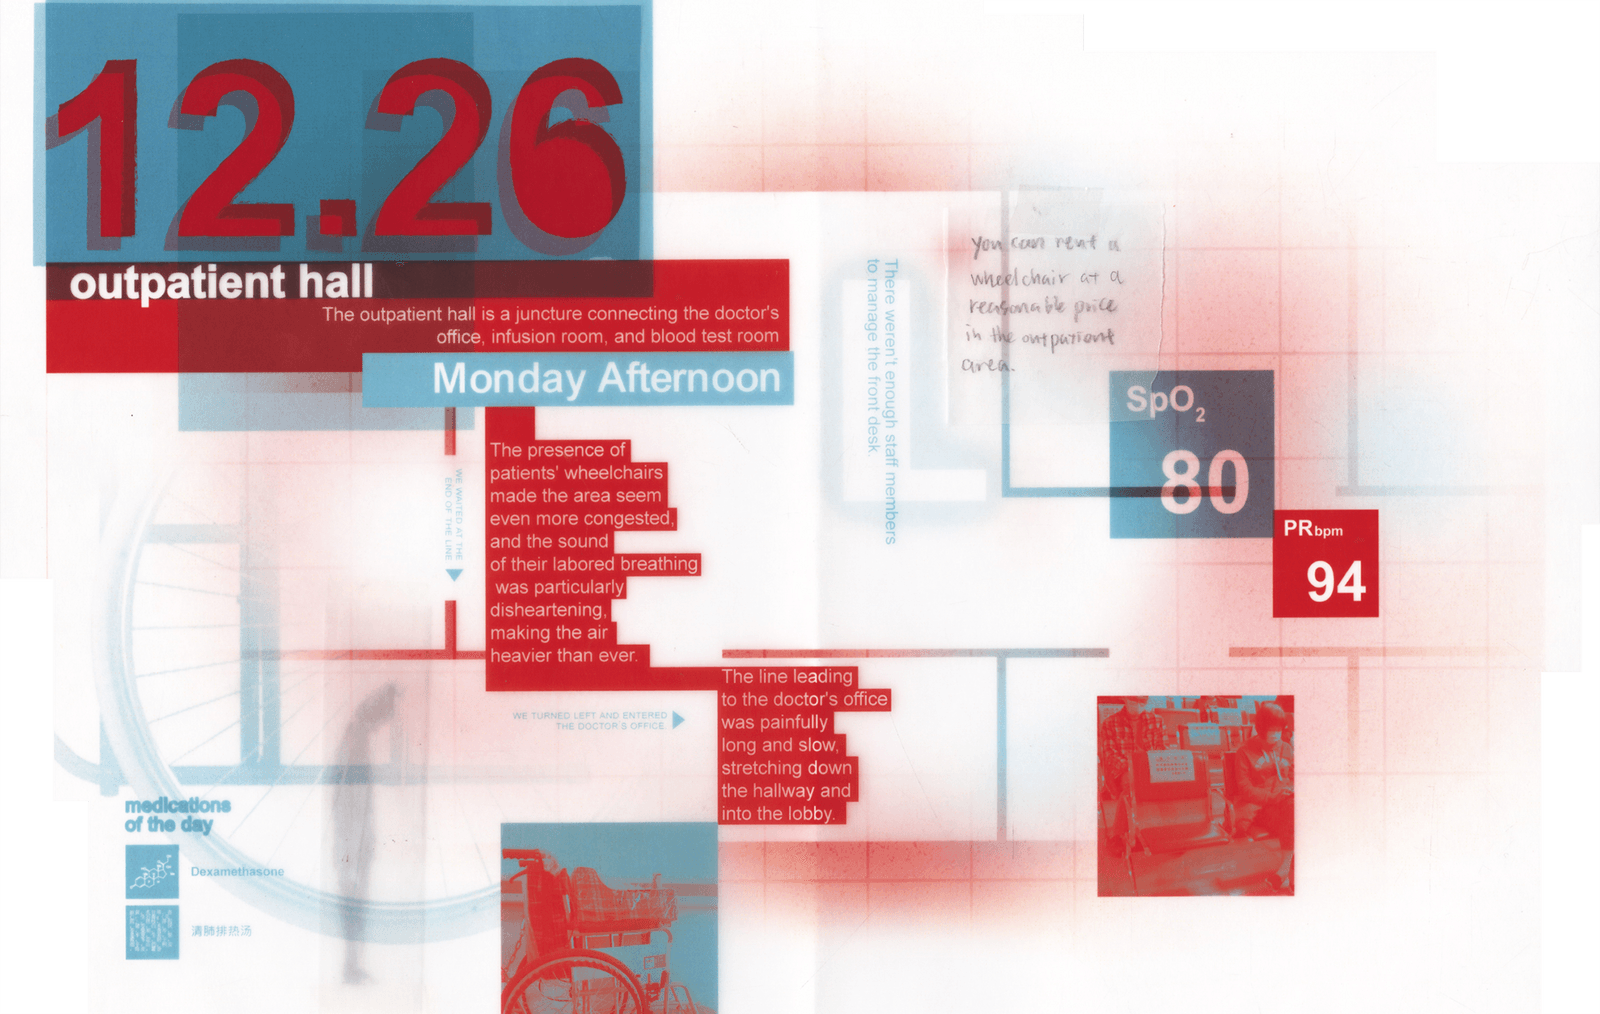 12.26
outpatient hall
The outpatient hall is a juncture connecting the doctor's
office, infusion room, and blood test room
Monday Afternoon
The presence of
patients' wheelchairs
made the area seem
even more congested,
and the sound
of their labored breathing
was particularly
disheartening,
making the air
heavier than ever.
WE WAITED AT THE
END OF THE LINE
There weren't enough staff members
to manage the front desk.
you can rent a
wheelchair at a
reasonable price
in the outpatient
area.
SpO2
80
PRbpm
94
WE TURNED LEFT AND ENTERED
THE DOCTOR'S OFFICE.
The line leading
to the doctor's office
was painfully
long and slow,
stretching down
the hallway and
into the lobby.
medications
of the day
Dexamethasone
清肺排热汤